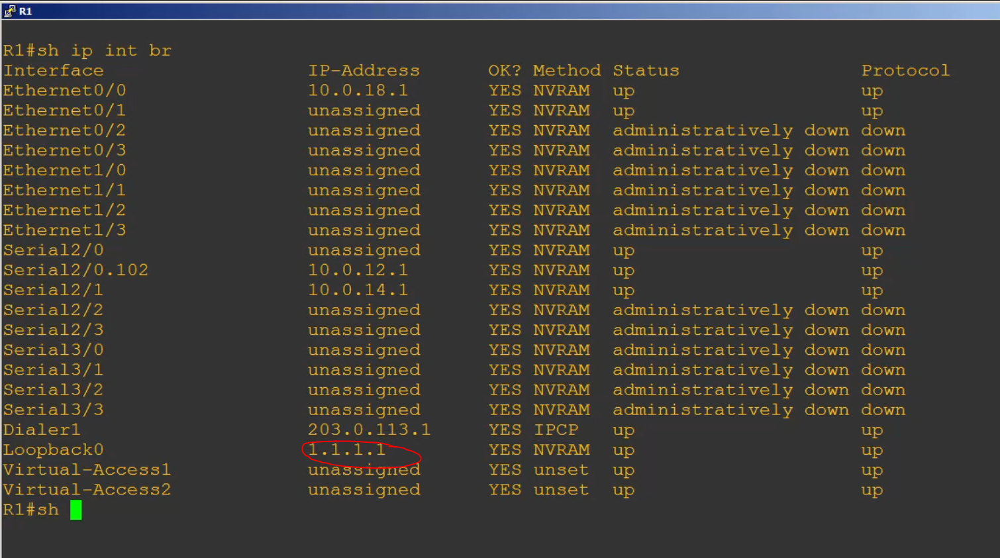 R1
R1#sh ip int br
Interface IP-Address OK? Method Status Protocol
Ethernet0/0 10.0.18.1 YES NVRAM up up
Ethernet0/1 unassigned YES NVRAM up up
Ethernet0/2 unassigned YES NVRAM administratively down down
Ethernet0/3 unassigned YES NVRAM administratively down down
Ethernet1/0 unassigned YES NVRAM administratively down down
Ethernet1/1 unassigned YES NVRAM administratively down down
Ethernet1/2 unassigned YES NVRAM administratively down down
Ethernet1/3 unassigned YES NVRAM administratively down down
Serial2/0 unassigned YES NVRAM up up
Serial2/0.102 10.0.12.1 YES NVRAM up up
Serial2/1 10.0.14.1 YES NVRAM up up
Serial2/2 unassigned YES NVRAM administratively down down
Serial2/3 unassigned YES NVRAM administratively down down
Serial3/0 unassigned YES NVRAM administratively down down
Serial3/1 unassigned YES NVRAM administratively down down
Serial3/2 unassigned YES NVRAM administratively down down
Serial3/3 unassigned YES NVRAM administratively down down
Dialer1 203.0.113.1 YES IPCP up up
Loopback0 1.1.1.1 YES NVRAM up up
Virtual-Access1 unassigned YES unset up up
Virtual-Access2 unassigned YES unset up up
R1#sh